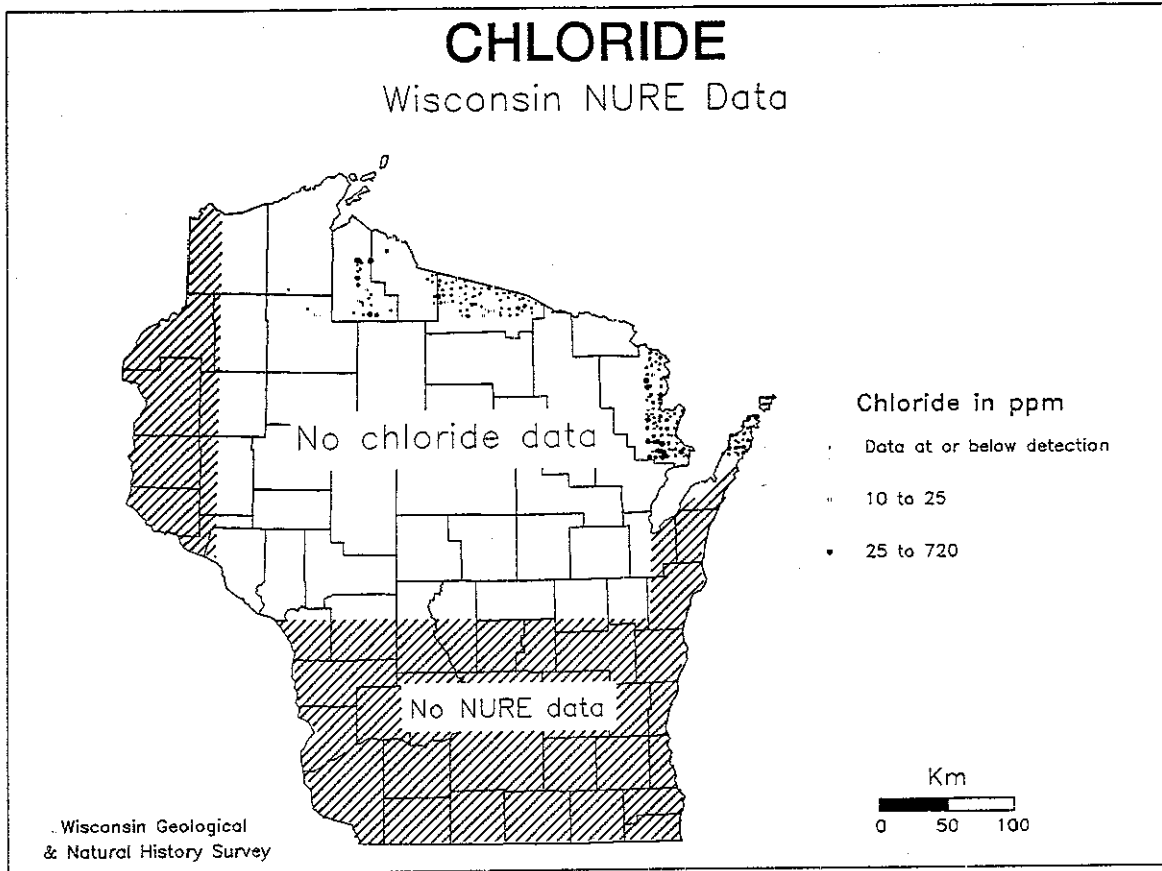 CHLORIDE
Wisconsin NURE Data
No chloride data
Chloride in ppm
Data at or below detection
10 to 25
25 to 720
No NURE data
Km
0 50 100
Wisconsin Geological
& Natural History Survey